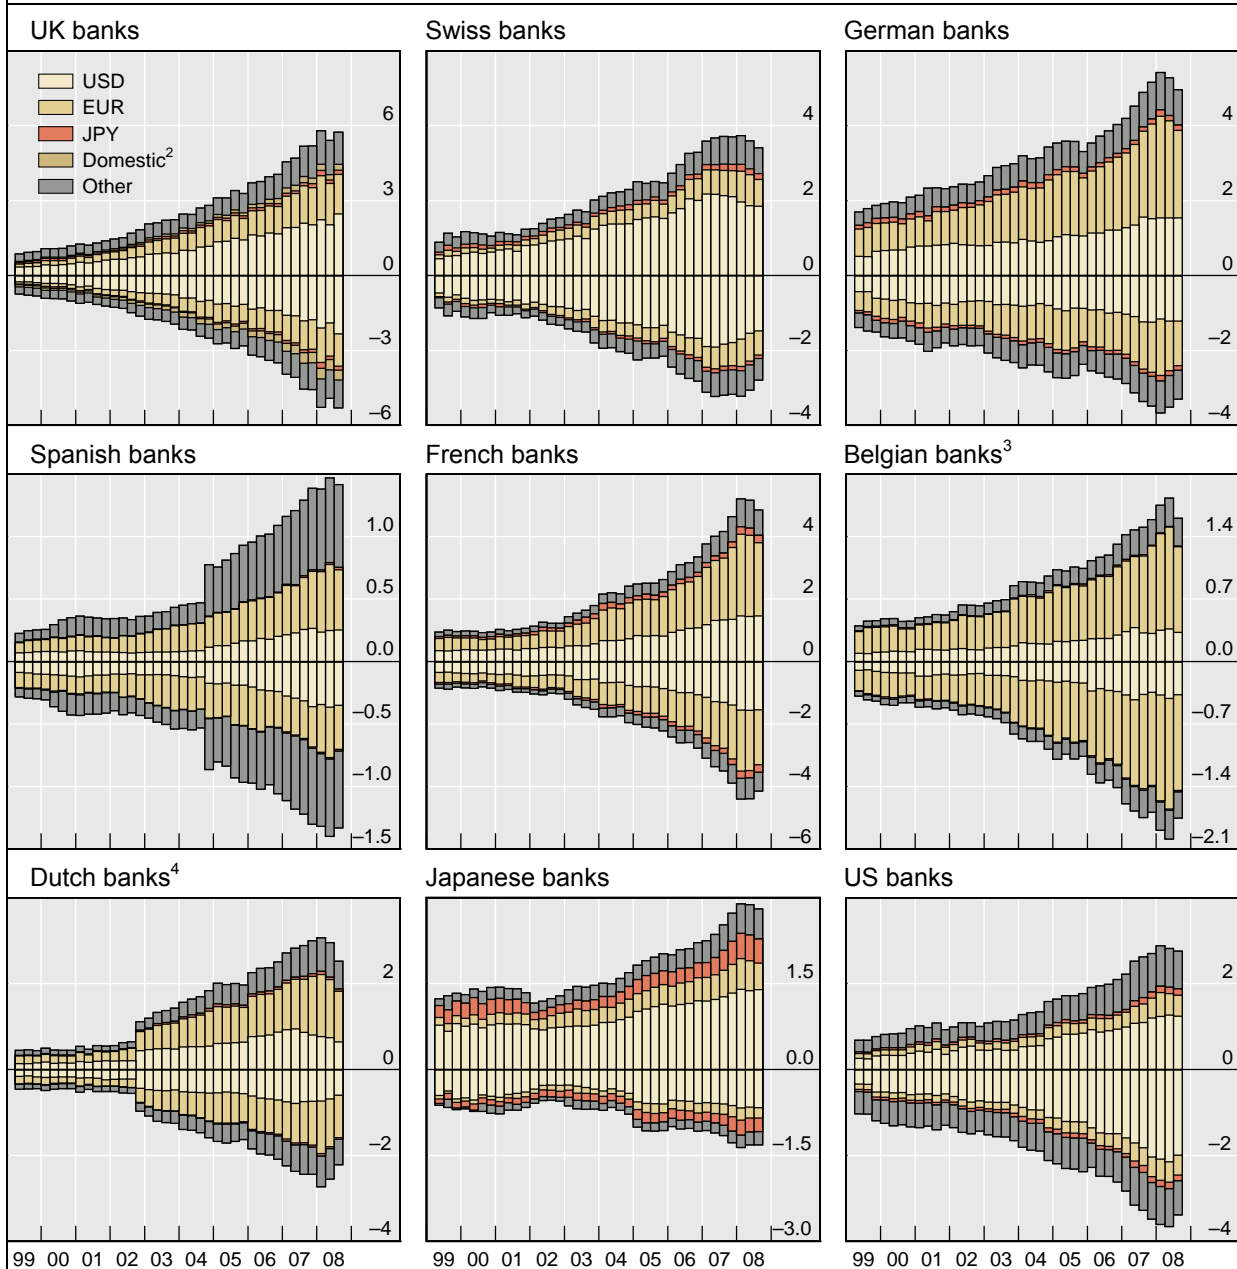 UK banks
USD
EUR
JPY
Domestic²
Other
6
3
0
–3
–6
Swiss banks
4
2
0
–2
–4
German banks
4
2
0
–2
–4
Spanish banks
1.0
0.5
0.0
–0.5
–1.0
–1.5
French banks
4
2
0
–2
–4
–6
Belgian banks³
1.4
0.7
0.0
–0.7
–1.4
–2.1
Dutch banks⁴
2
0
–2
–4
99 00 01 02 03 04 05 06 07 08
Japanese banks
1.5
0.0
–1.5
–3.0
99 00 01 02 03 04 05 06 07 08
US banks
2
0
–2
–4
99 00 01 02 03 04 05 06 07 08